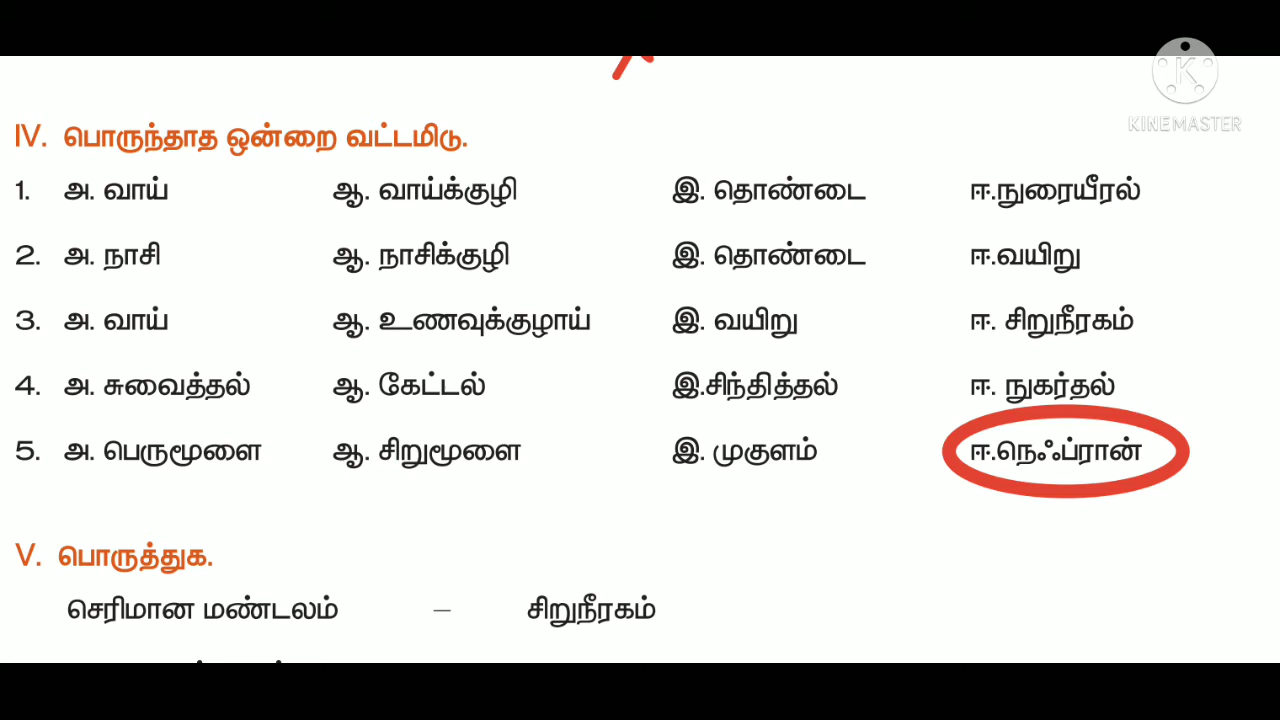 KINEMASTER
IV. பொருந்தாத ஒன்றை வட்டமிடு.
1. அ. வாய் ஆ. வாய்க்குழி இ. தொண்டை ஈ.நுரையீரல்
2. அ. நாசி ஆ. நாசிக்குழி இ. தொண்டை ஈ.வயிறு
3. அ. வாய் ஆ. உணவுக்குழாய் இ. வயிறு ஈ. சிறுநீரகம்
4. அ. சுவைத்தல் ஆ. கேட்டல் இ.சிந்தித்தல் ஈ. நுகர்தல்
5. அ. பெருமூளை ஆ. சிறுமூளை இ. முகுளம் ஈ.நெஃப்ரான்
V. பொருத்துக.
செரிமான மண்டலம் – சிறுநீரகம்